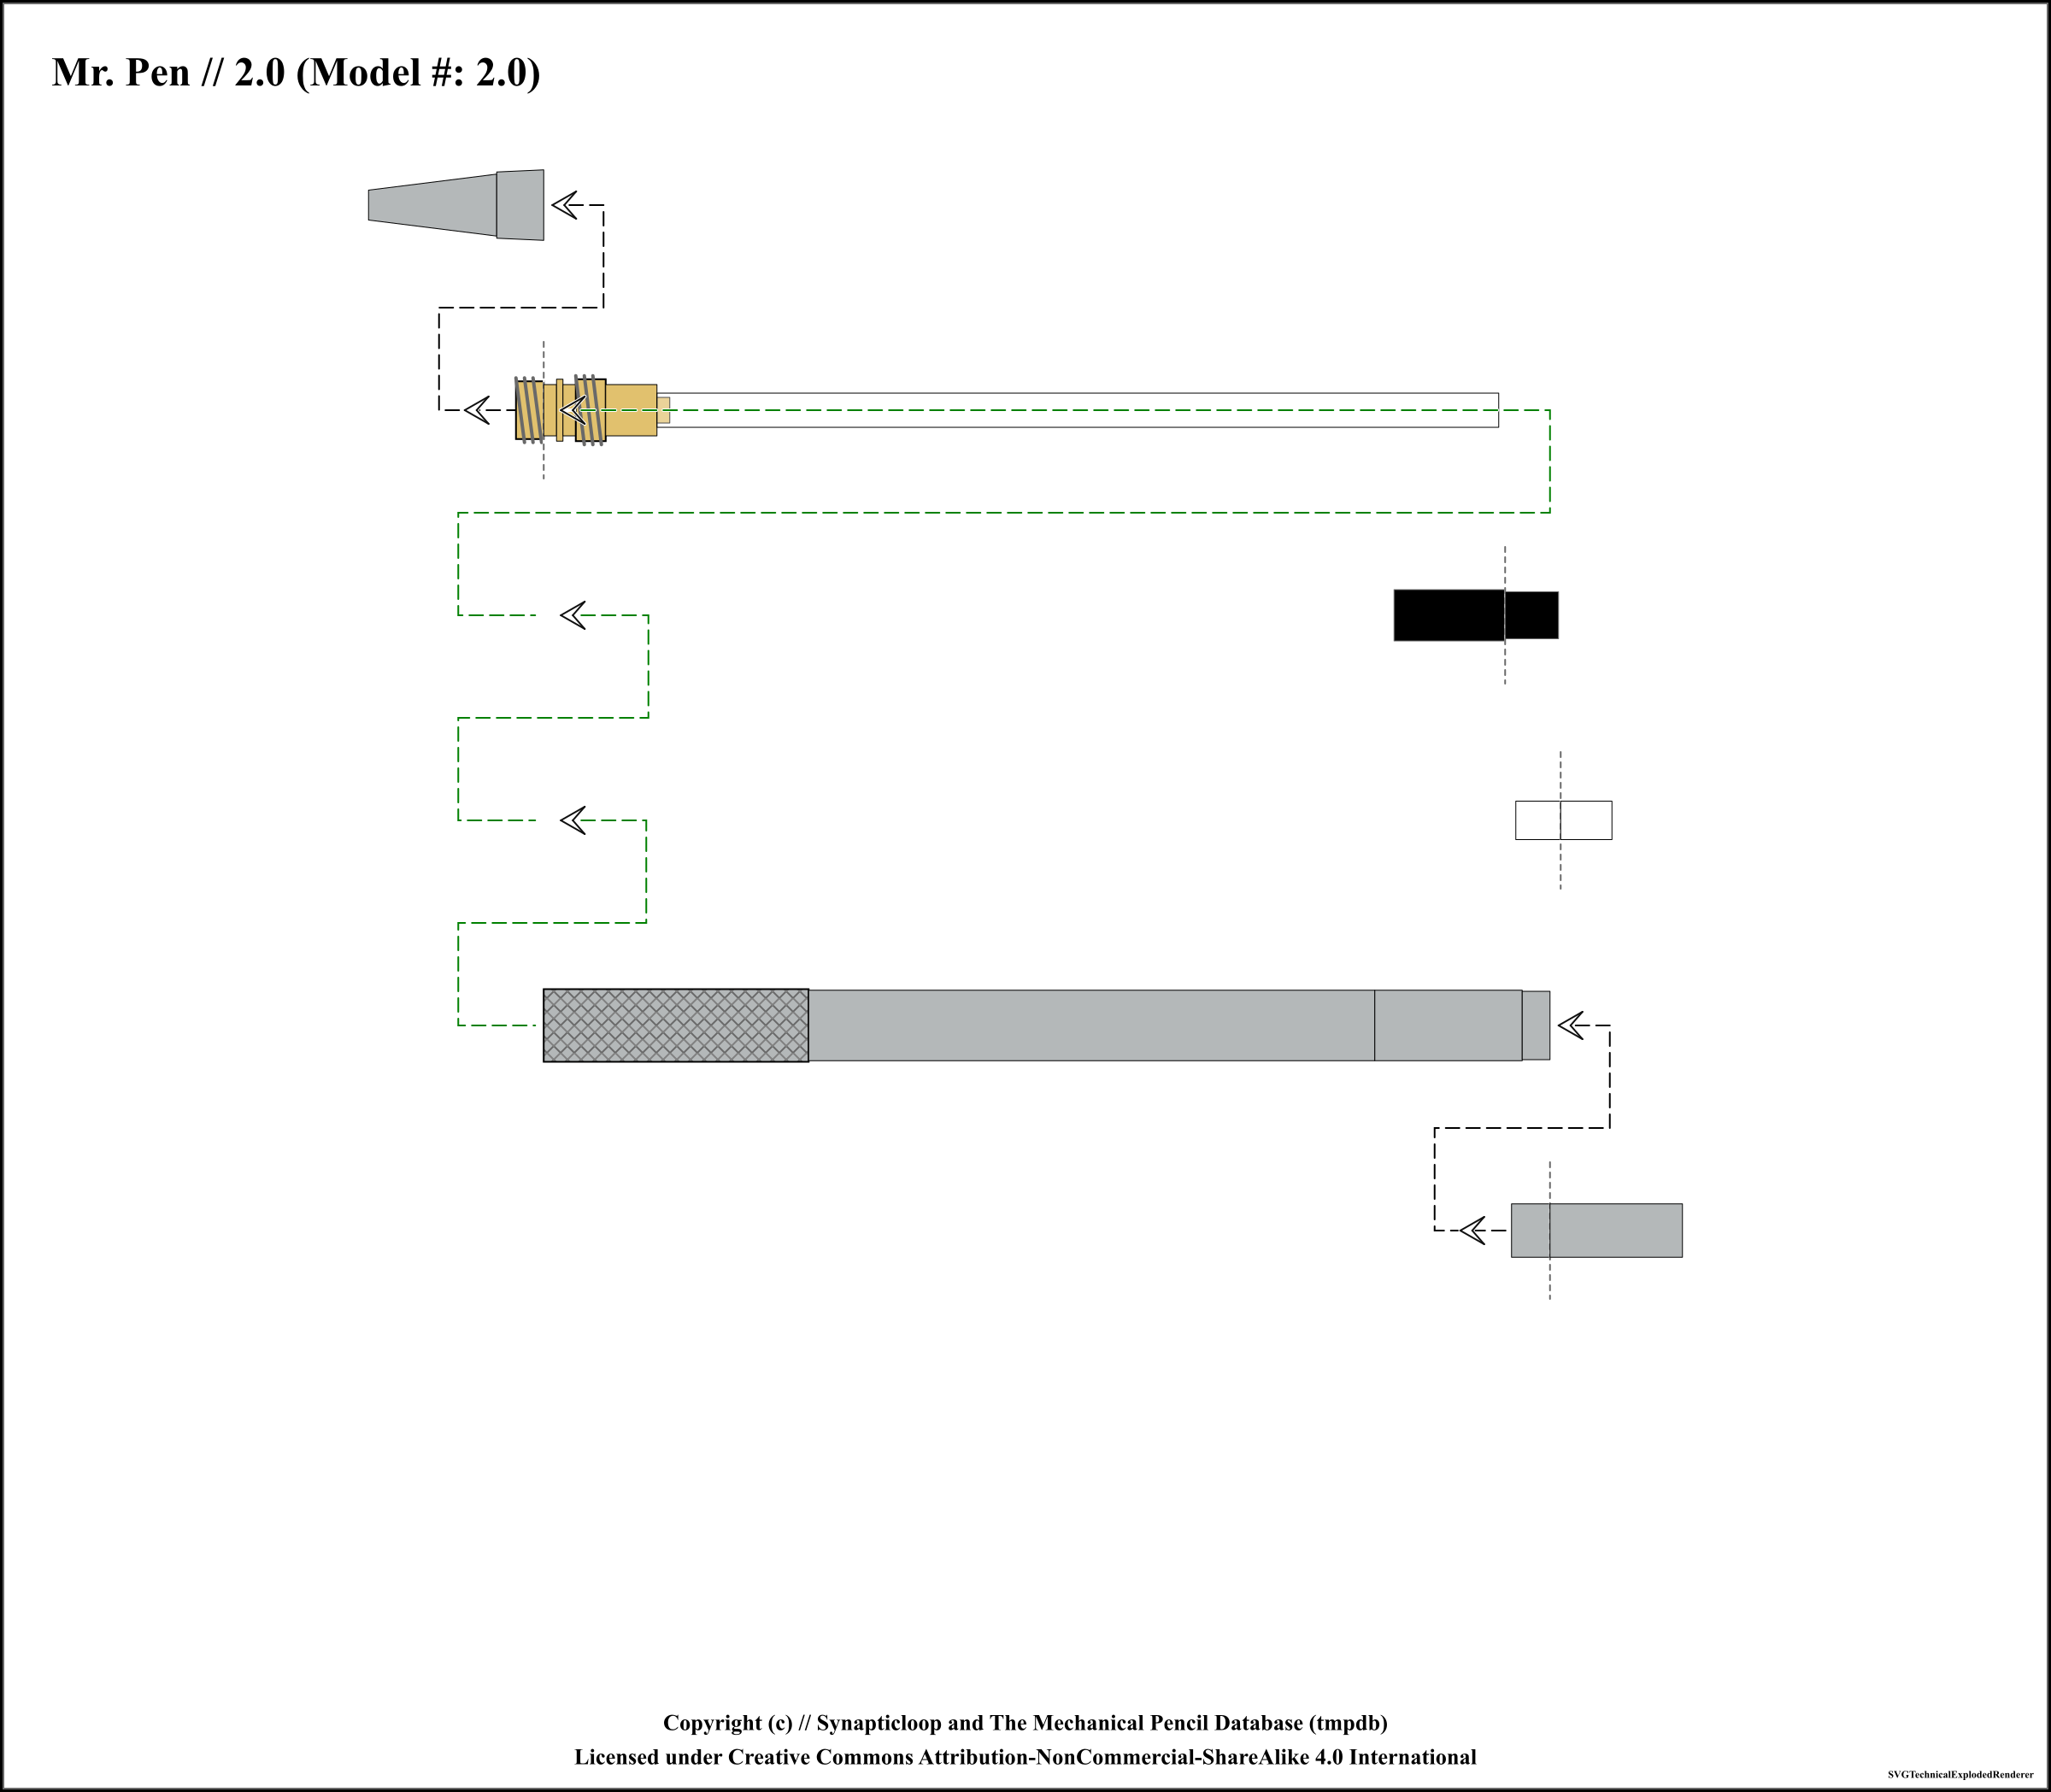 Mr. Pen // 2.0 (Model #: 2.0)
Copyright (c) // Synapticloop and The Mechanical Pencil Database (tmpdb)
Licensed under Creative Commons Attribution-NonCommercial-ShareAlike 4.0 International
SVGTechnicalExplodedRenderer